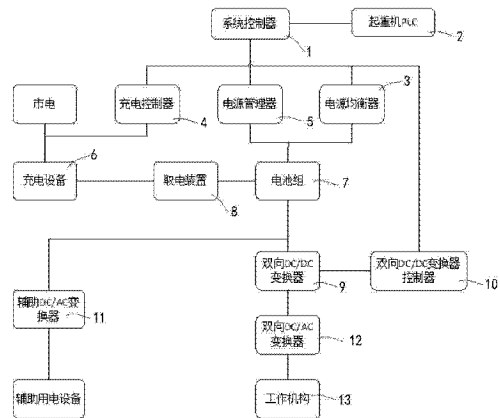 系统控制器
起重机PLC
1
2
市电
充电控制器
电源管理器
电源均衡器
3
4
5
6
充电设备
取电装置
电池组
7
8
双向DC/DC
变换器
双向DC/DC变换器
控制器
9
10
辅助DC/AC变
换器
11
双向DC/AC
变换器
12
辅助用电设备
工作机构
13